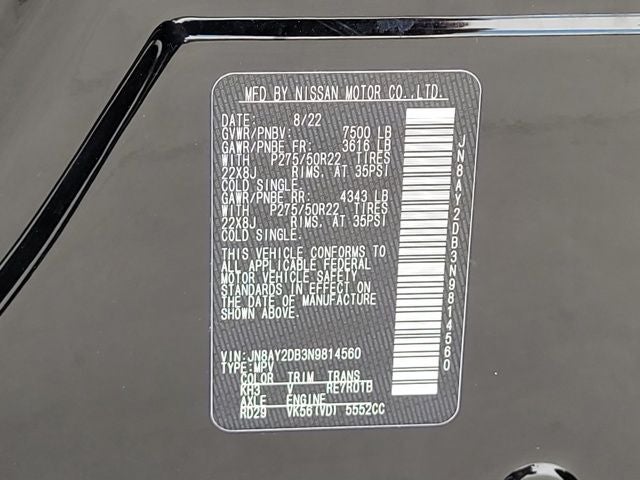 MFD BY NISSAN MOTOR CO.,LTD.
DATE: 8/22
GVWR/PNBV: 7500 LB
GAWR/PNBE FR: 3616 LB
WITH P275/50R22 TIRES
22X8J RIMS. AT 35PSI
COLD SINGLE.
GAWR/PNBE RR: 4343 LB
WITH P275/50R22 TIRES
22X8J RIMS. AT 35PSI
COLD SINGLE.
THIS VEHICLE CONFORMS TO
ALL APPLICABLE FEDERAL
MOTOR VEHICLE SAFETY
STANDARDS IN EFFECT ON
THE DATE OF MANUFACTURE
SHOWN ABOVE.
VIN:JN8AY2DB3N9814560
TYPE:MPV
COLOR TRIM TRANS
KH3 V RE7R01B
AXLE ENGINE
RD29 VK56(VD) 5552CC
JN8AY2DB3N9814560